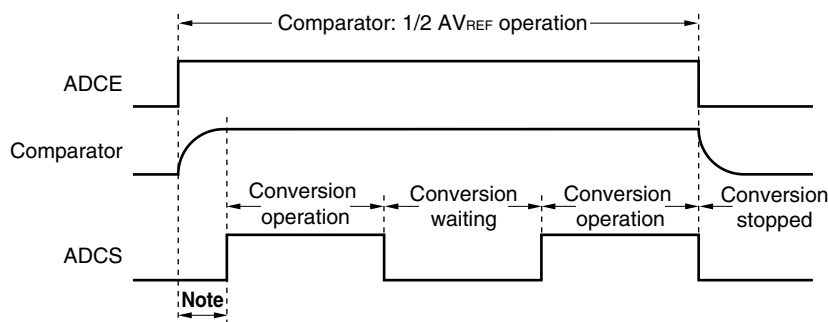 Comparator: 1/2 AVREF operation
ADCE
Comparator
Conversion operation
Conversion waiting
Conversion operation
Conversion stopped
ADCS
Note